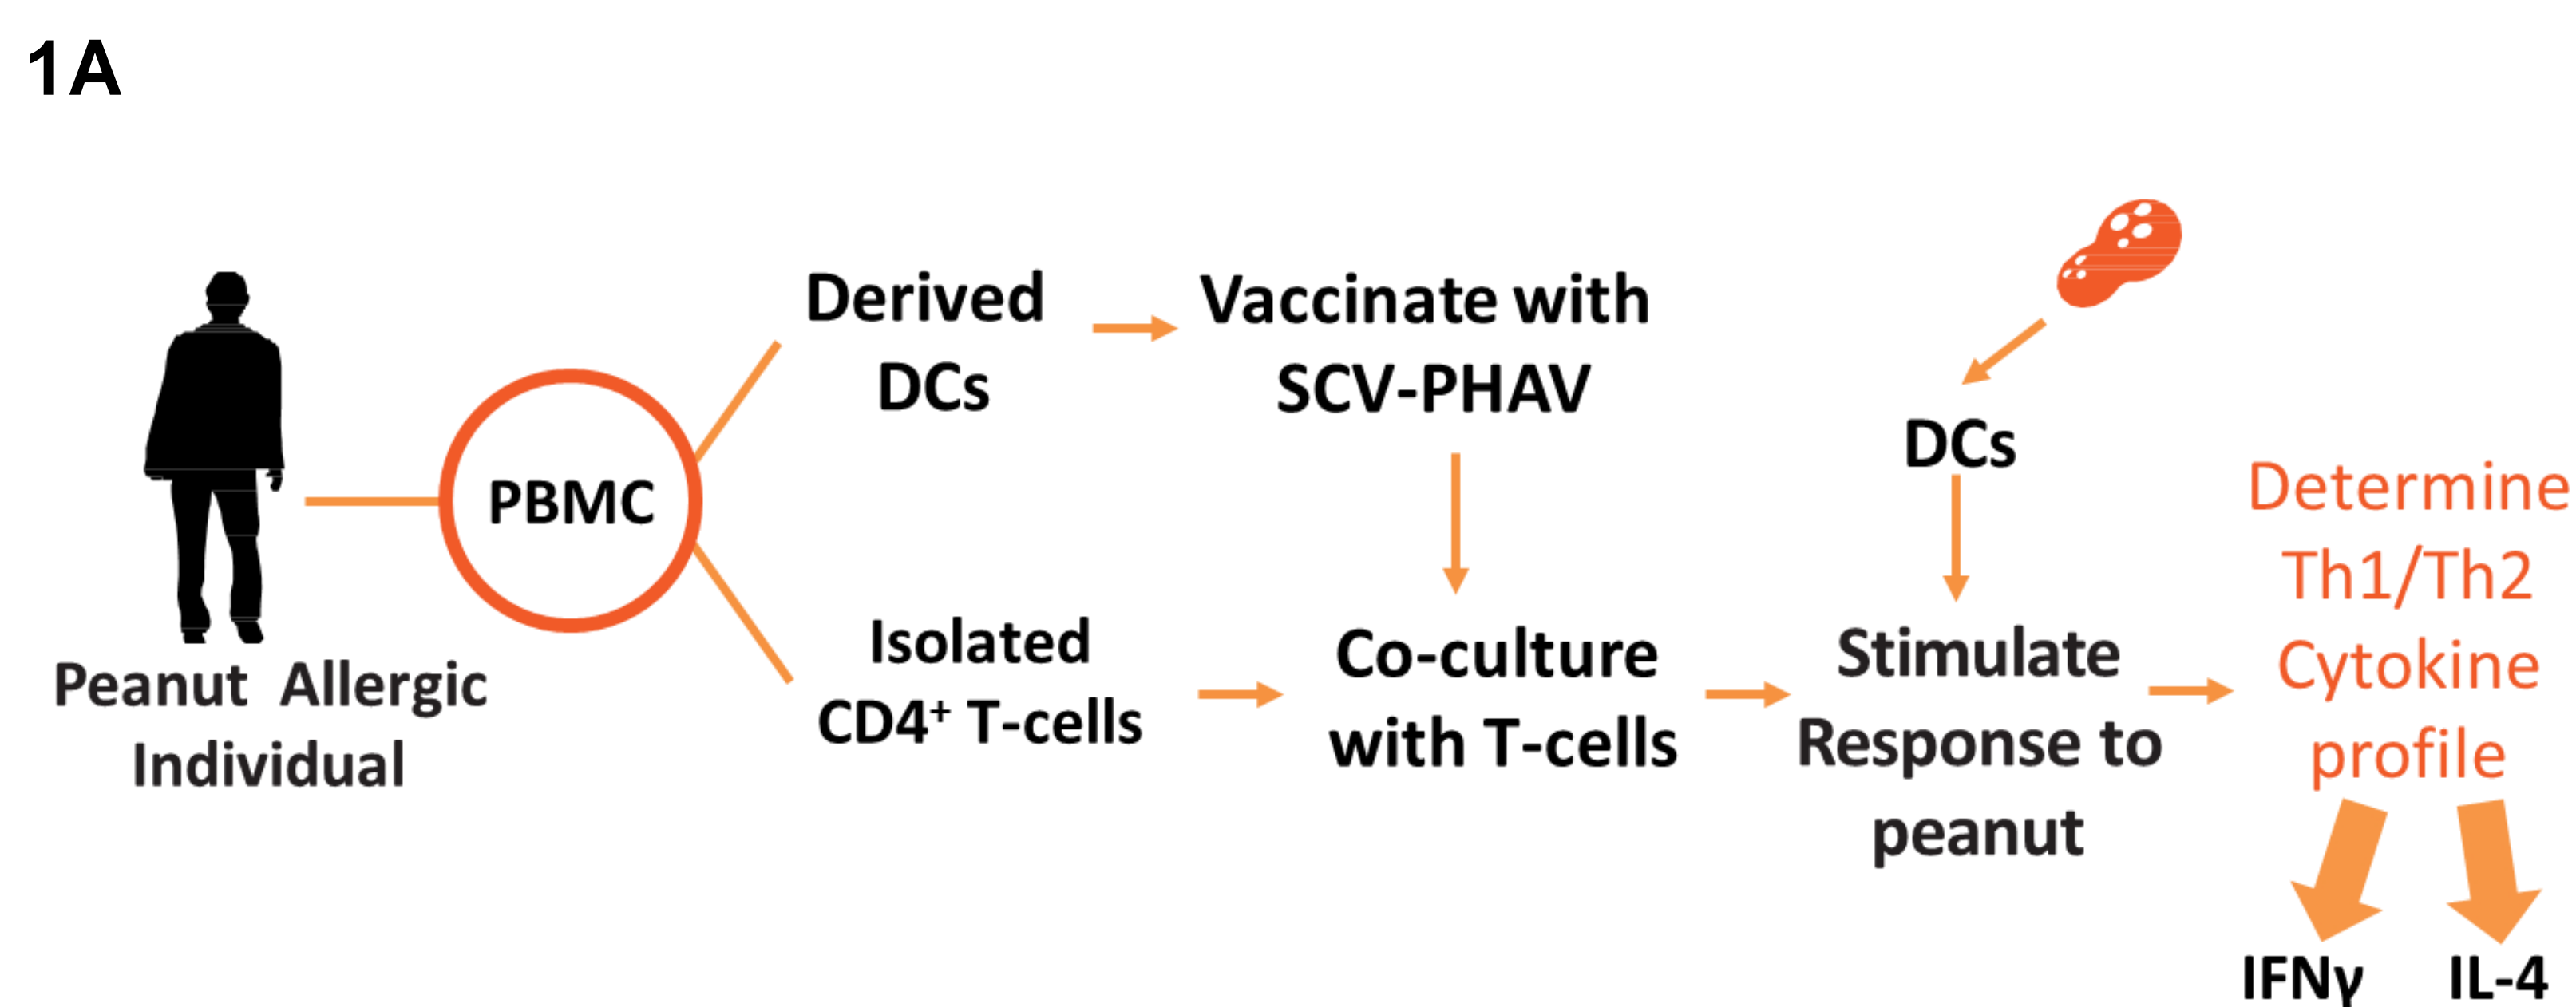 1A
Peanut Allergic
Individual
PBMC
Derived
DCs
Isolated
CD4⁺ T-cells
Vaccinate with
SCV-PHAV
Co-culture
with T-cells
DCs
Stimulate
Response to
peanut
Determine
Th1/Th2
Cytokine
profile
IFNγ
IL-4